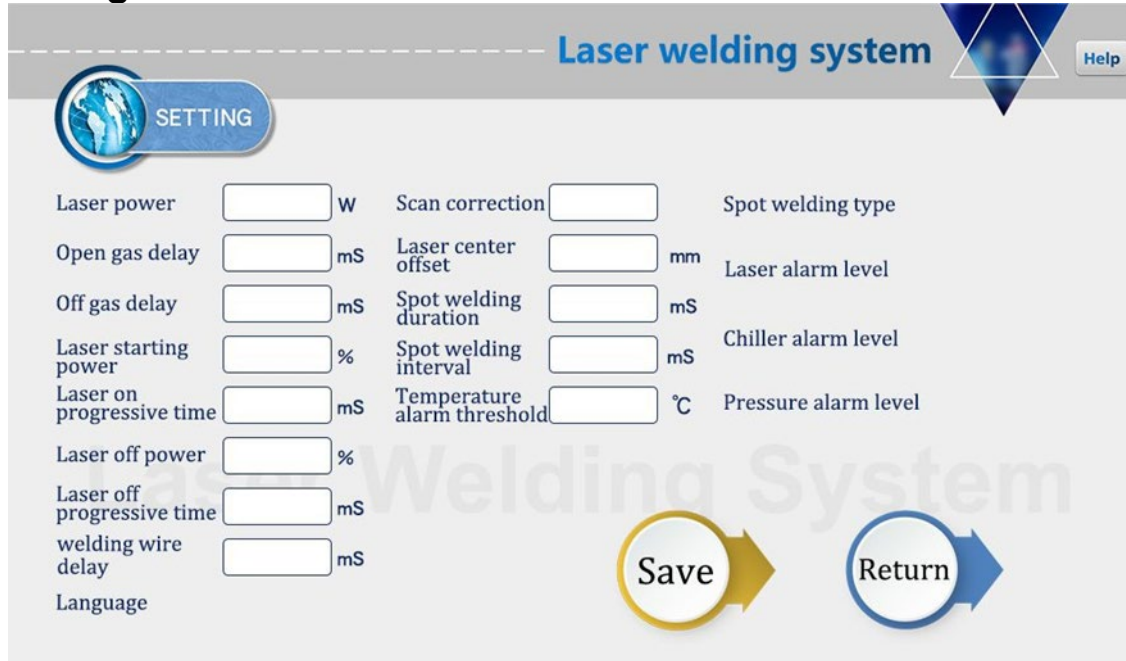 Laser welding system
Help
SETTING
Laser power W
Open gas delay mS
Off gas delay mS
Laser starting
power %
Laser on
progressive time mS
Laser off power %
Laser off
progressive time mS
welding wire
delay mS
Language
Scan correction
Laser center
offset mm
Spot welding
duration mS
Spot welding
interval mS
Temperature
alarm threshold °C
Spot welding type
Laser alarm level
Chiller alarm level
Pressure alarm level
Laser Welding System
Save
Return